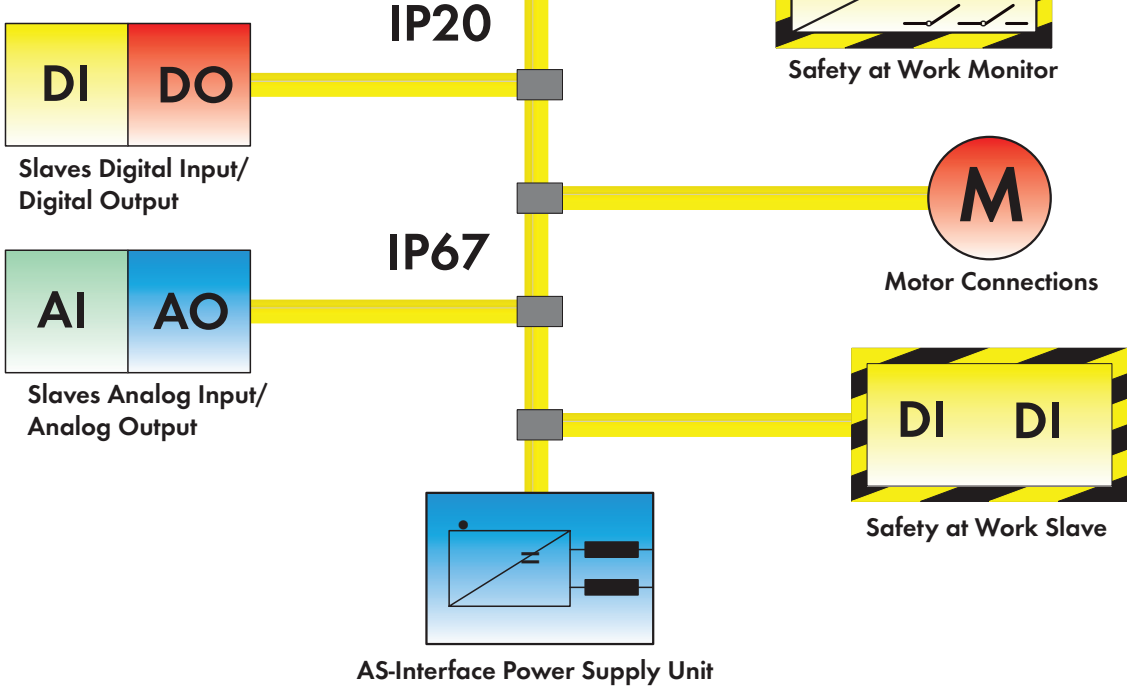 IP20
Safety at Work Monitor
DI DO
Slaves Digital Input/
Digital Output
M
Motor Connections
IP67
AI AO
Slaves Analog Input/
Analog Output
DI DI
Safety at Work Slave
AS-Interface Power Supply Unit